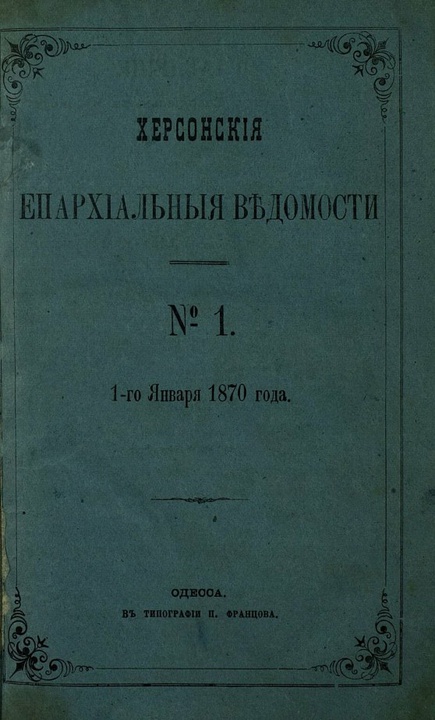 ХЕРСОНСКІЯ
ЕПАРХІАЛЬНЫЯ ВѢДОМОСТИ
№ 1.
1-го Января 1870 года.
ОДЕССА.
ВЪ ТИПОГРАФІИ П. ФРАНЦОВА.